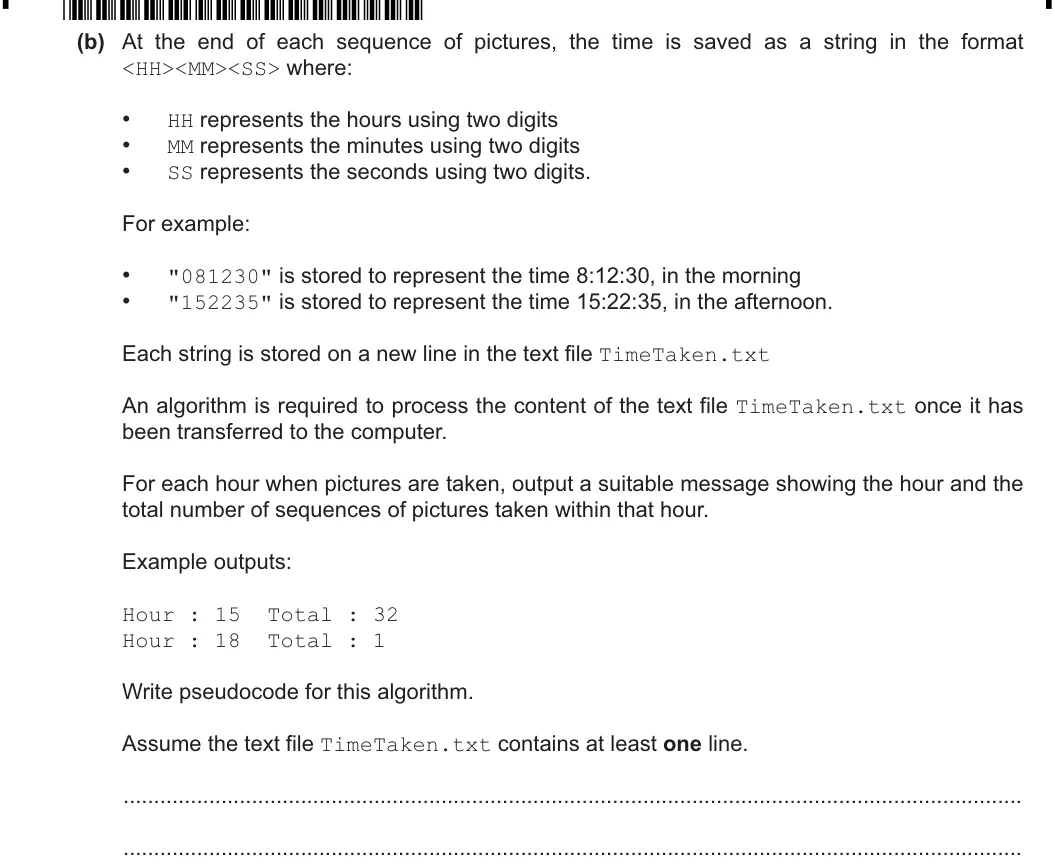 (b) At the end of each sequence of pictures, the time is saved as a string in the format
<HH><MM><SS> where:
• HH represents the hours using two digits
• MM represents the minutes using two digits
• SS represents the seconds using two digits.
For example:
• "081230" is stored to represent the time 8:12:30, in the morning
• "152235" is stored to represent the time 15:22:35, in the afternoon.
Each string is stored on a new line in the text file TimeTaken.txt
An algorithm is required to process the content of the text file TimeTaken.txt once it has
been transferred to the computer.
For each hour when pictures are taken, output a suitable message showing the hour and the
total number of sequences of pictures taken within that hour.
Example outputs:
Hour : 15  Total : 32
Hour : 18  Total : 1
Write pseudocode for this algorithm.
Assume the text file TimeTaken.txt contains at least one line.